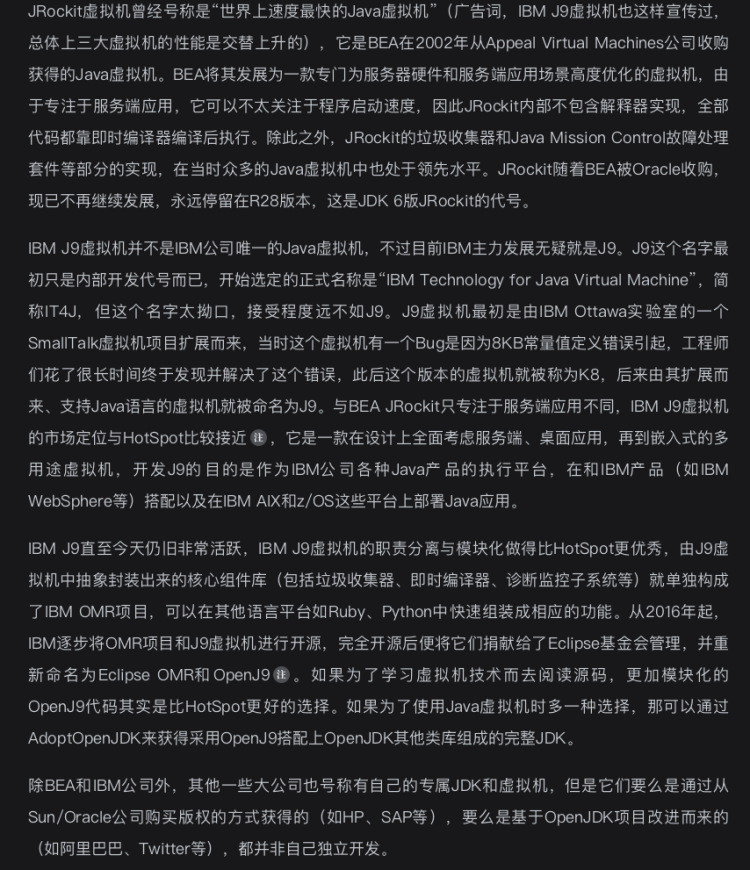 JRockit虚拟机曾经号称是“世界上速度最快的Java虚拟机”（广告词，IBM J9虚拟机也这样宣传过，
总体上三大虚拟机的性能是交替上升的），它是BEA在2002年从Appeal Virtual Machines公司收购
获得的Java虚拟机。BEA将其发展为一款专门为服务器硬件和服务端应用场景高度优化的虚拟机，由
于专注于服务端应用，它可以不太关注于程序启动速度，因此JRockit内部不包含解释器实现，全部
代码都靠即时编译器编译后执行。除此之外，JRockit的垃圾收集器和Java Mission Control故障处理
套件等部分的实现，在当时众多的Java虚拟机中也处于领先水平。JRockit随着BEA被Oracle收购，
现已不再继续发展，永远停留在R28版本，这是JDK 6版JRockit的代号。
IBM J9虚拟机并不是IBM公司唯一的Java虚拟机，不过目前IBM主力发展无疑就是J9。J9这个名字最
初只是内部开发代号而已，开始选定的正式名称是“IBM Technology for Java Virtual Machine”，简
称IT4J，但这个名字太拗口，接受程度远不如J9。J9虚拟机最初是由IBM Ottawa实验室的一个
SmallTalk虚拟机项目扩展而来，当时这个虚拟机有一个Bug是因为8KB常量值定义错误引起，工程师
们花了很长时间终于发现并解决了这个错误，此后这个版本的虚拟机就被称为K8，后来由其扩展而
来、支持Java语言的虚拟机就被命名为J9。与BEA JRockit只专注于服务端应用不同，IBM J9虚拟机
的市场定位与HotSpot比较接近注，它是一款在设计上全面考虑服务端、桌面应用，再到嵌入式的多
用途虚拟机，开发J9的目的是作为IBM公司各种Java产品的执行平台，在和IBM产品（如IBM
WebSphere等）搭配以及在IBM AIX和z/OS这些平台上部署Java应用。
IBM J9直至今天仍旧非常活跃，IBM J9虚拟机的职责分离与模块化做得比HotSpot更优秀，由J9虚
拟机中抽象封装出来的核心组件库（包括垃圾收集器、即时编译器、诊断监控子系统等）就单独构成
了IBM OMR项目，可以在其他语言平台如Ruby、Python中快速组装成相应的功能。从2016年起，
IBM逐步将OMR项目和J9虚拟机进行开源，完全开源后便将它们捐献给了Eclipse基金会管理，并重
新命名为Eclipse OMR和OpenJ9注。如果为了学习虚拟机技术而去阅读源码，更加模块化的
OpenJ9代码其实是比HotSpot更好的选择。如果为了使用Java虚拟机时多一种选择，那可以通过
AdoptOpenJDK来获得采用OpenJ9搭配上OpenJDK其他类库组成的完整JDK。
除BEA和IBM公司外，其他一些大公司也号称有自己的专属JDK和虚拟机，但是它们要么是通过从
Sun/Oracle公司购买版权的方式获得的（如HP、SAP等），要么是基于OpenJDK项目改进而来的
（如阿里巴巴、Twitter等），都并非自己独立开发。